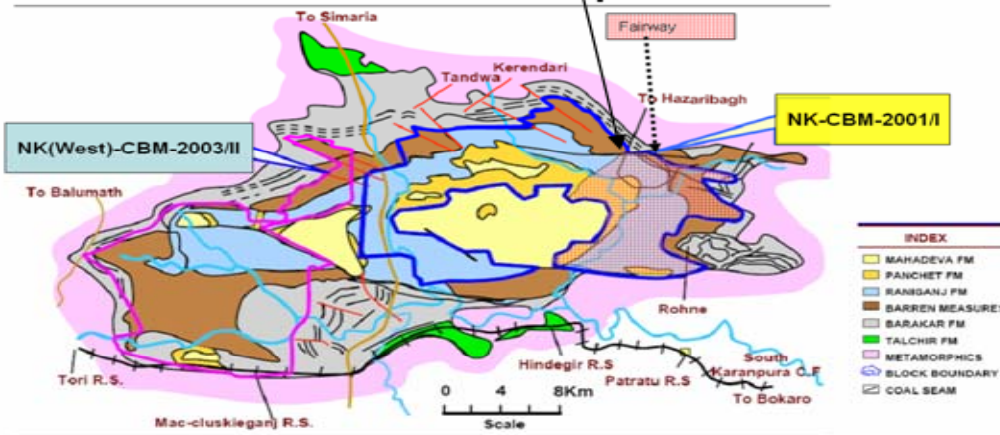 To Simaria
Fairway
Kerendari
Tandwa
To Hazaribagh
NK-CBM-2001/I
NK(West)-CBM-2003/II
To Balumath
INDEX
MAHADEVA FM
PANCHET FM
RANIGANJ FM
BARREN MEASURE
BARAKAR FM
TALCHIR FM
METAMORPHICS
BLOCK BOUNDARY
COAL SEAM
Rohne
Tori R.S.
Hindegir R.S
Patratu R.S
South
Karanpura C.F
To Bokaro
0 4 8Km
Scale
Mac-cluskieganj R.S.